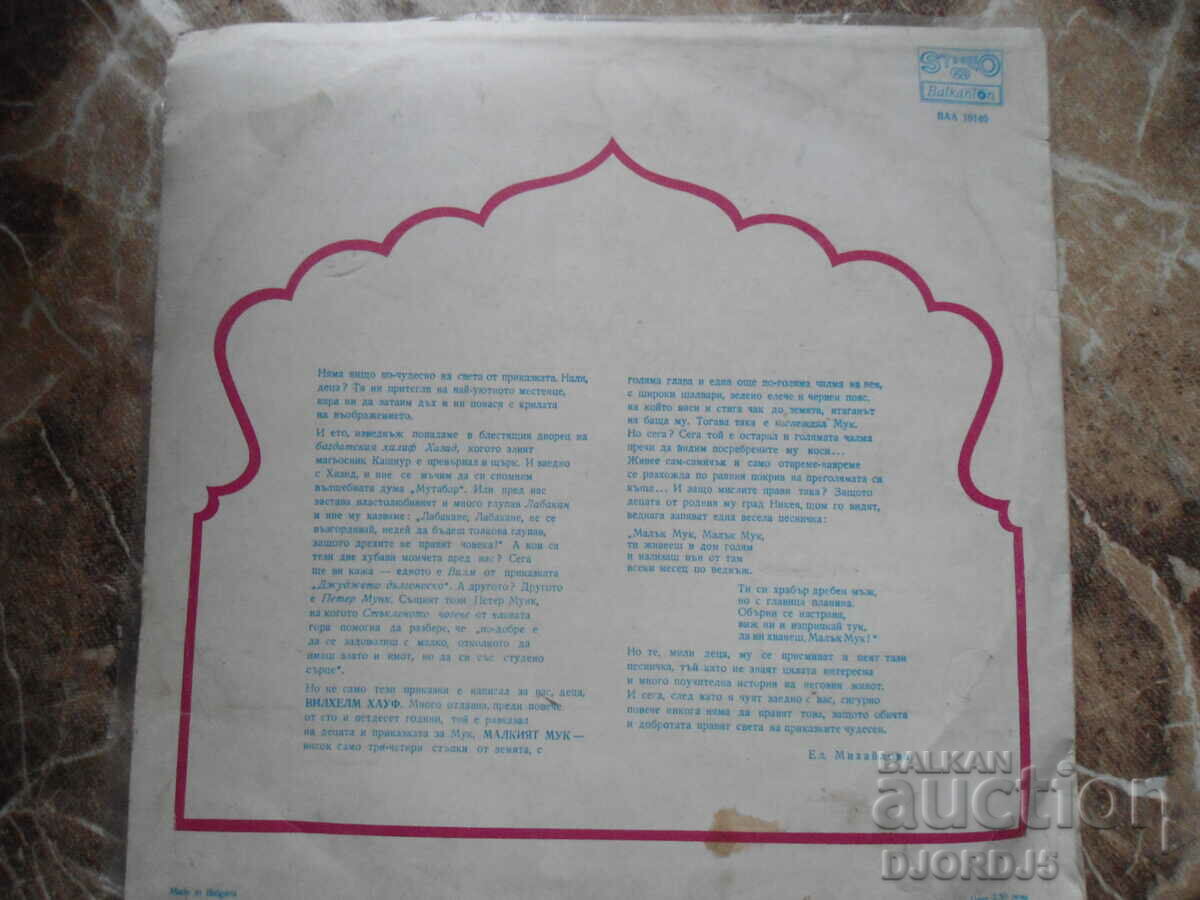 STEREO
Balkanton
ВАА 10140
Няма нищо по-чудесно на света от приказката. Нали,
деца? Тя ни притегля на най-уютното местенце,
кара ни да затаим дъх и ни понася с крилата
на въображението.
И ето, изведнъж попадаме в блестящия дворец на
багдатския халиф Хазид, когото злият
магьосник Кашнур е превърнал в щърк. И заедно
с Хазид, и ние се мъчим да си спомним
вълшебната дума „Мутабор". Или пред нас
застава властолюбивият и много глупав Лабакан
и ние му казваме: „Лабакане, Лабакане, не се
възгордявай, недей да бъдеш толкова глупав,
защото дрехите не правят човека!" А кои са
тези две хубави момчета пред нас? Сега
ще ви кажа — едното е Вили от приказката
„Джуджето дългоноско". А другото? Другото
е Петер Мунк. Същият този Петер Мунк,
на когото Стъкленото човече от
гора помогна да разбере, че „по-добре е
да се задоволиш с малко, отколкото да
имаш злато и имот, но да си със студено
сърце".
Но не само тези приказки е написал за вас, деца,
ВИЛХЕЛМ ХАУФ. Много отдавна, преди повече
от сто и петдесет години, той е разказал
на децата и приказката за Мук. МАЛКИЯТ МУК —
висок само три-четири стъпки от земята, с
голяма глава и една още по-голяма чалма на нея,
с широки шалвари, зелено елече и червен пояс,
на който виси и стига чак до земята, ятаганът
на баща му. Тогава така е изглеждал Мук.
Но сега? Сега той е остарял и голямата чалма
пречи да видим посребрените му коси...
Живее сам-самичък и само отвреме-навреме
се разхожда по равния покрив на преголямата си
къща... И защо мислите прави това? Защото
децата от родния му град Никея, щом го видят,
веднага запяват една весела песничка:
„Малък Мук, Малък Мук,
ти живееш в дом голям
и излизаш вън от там
всеки месец по веднъж.
Ти си храбър дребен мъж,
но с главица планина.
Обърни се настрана,
виж ни и изприпкай тук,
да ни хванеш, Малък Мук!"
Но те, мили деца, му се присмиват и пеят тази
песничка, тъй като не знаят цялата интересна
и много поучителна история на неговия живот.
И сега, след като я чуят заедно с вас, сигурно
повече никога няма да правят това, защото обичта
и добротата правят света на приказките чудесен.
Ел. Михайлова
Made in Bulgaria
BALKAN
auction
DJORDJ5